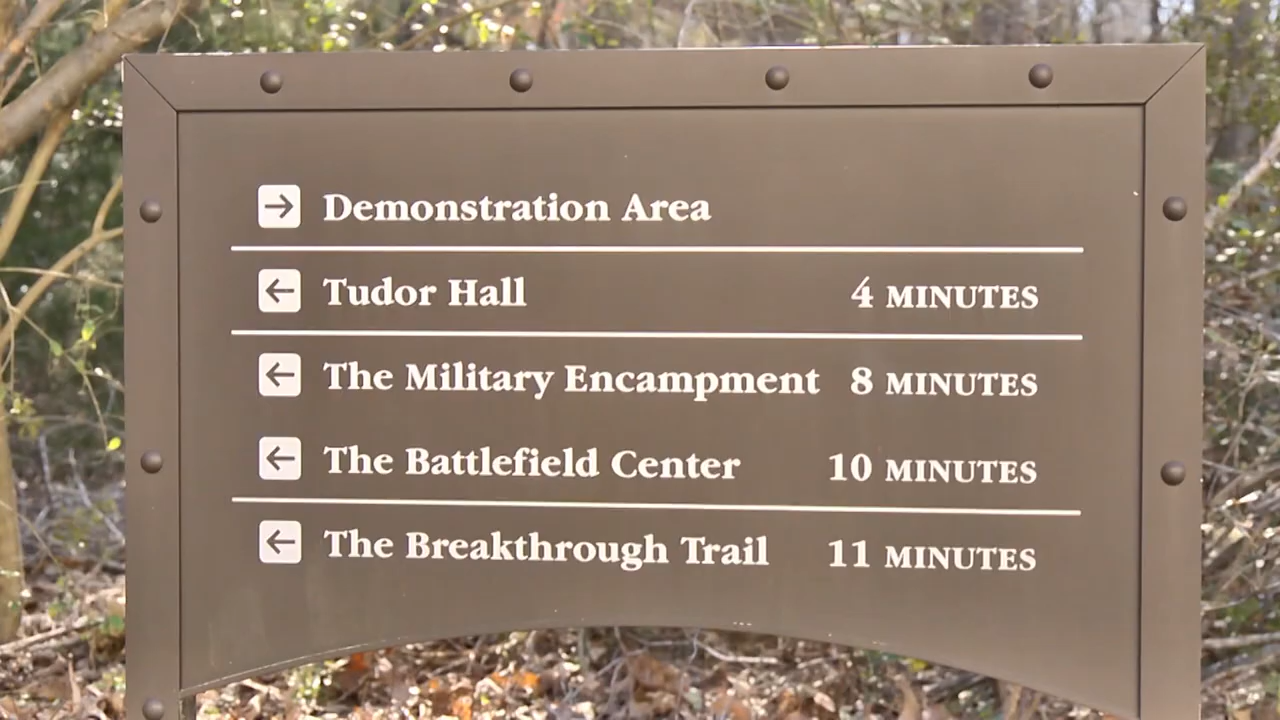 → Demonstration Area
← Tudor Hall 4 MINUTES
← The Military Encampment 8 MINUTES
← The Battlefield Center 10 MINUTES
← The Breakthrough Trail 11 MINUTES